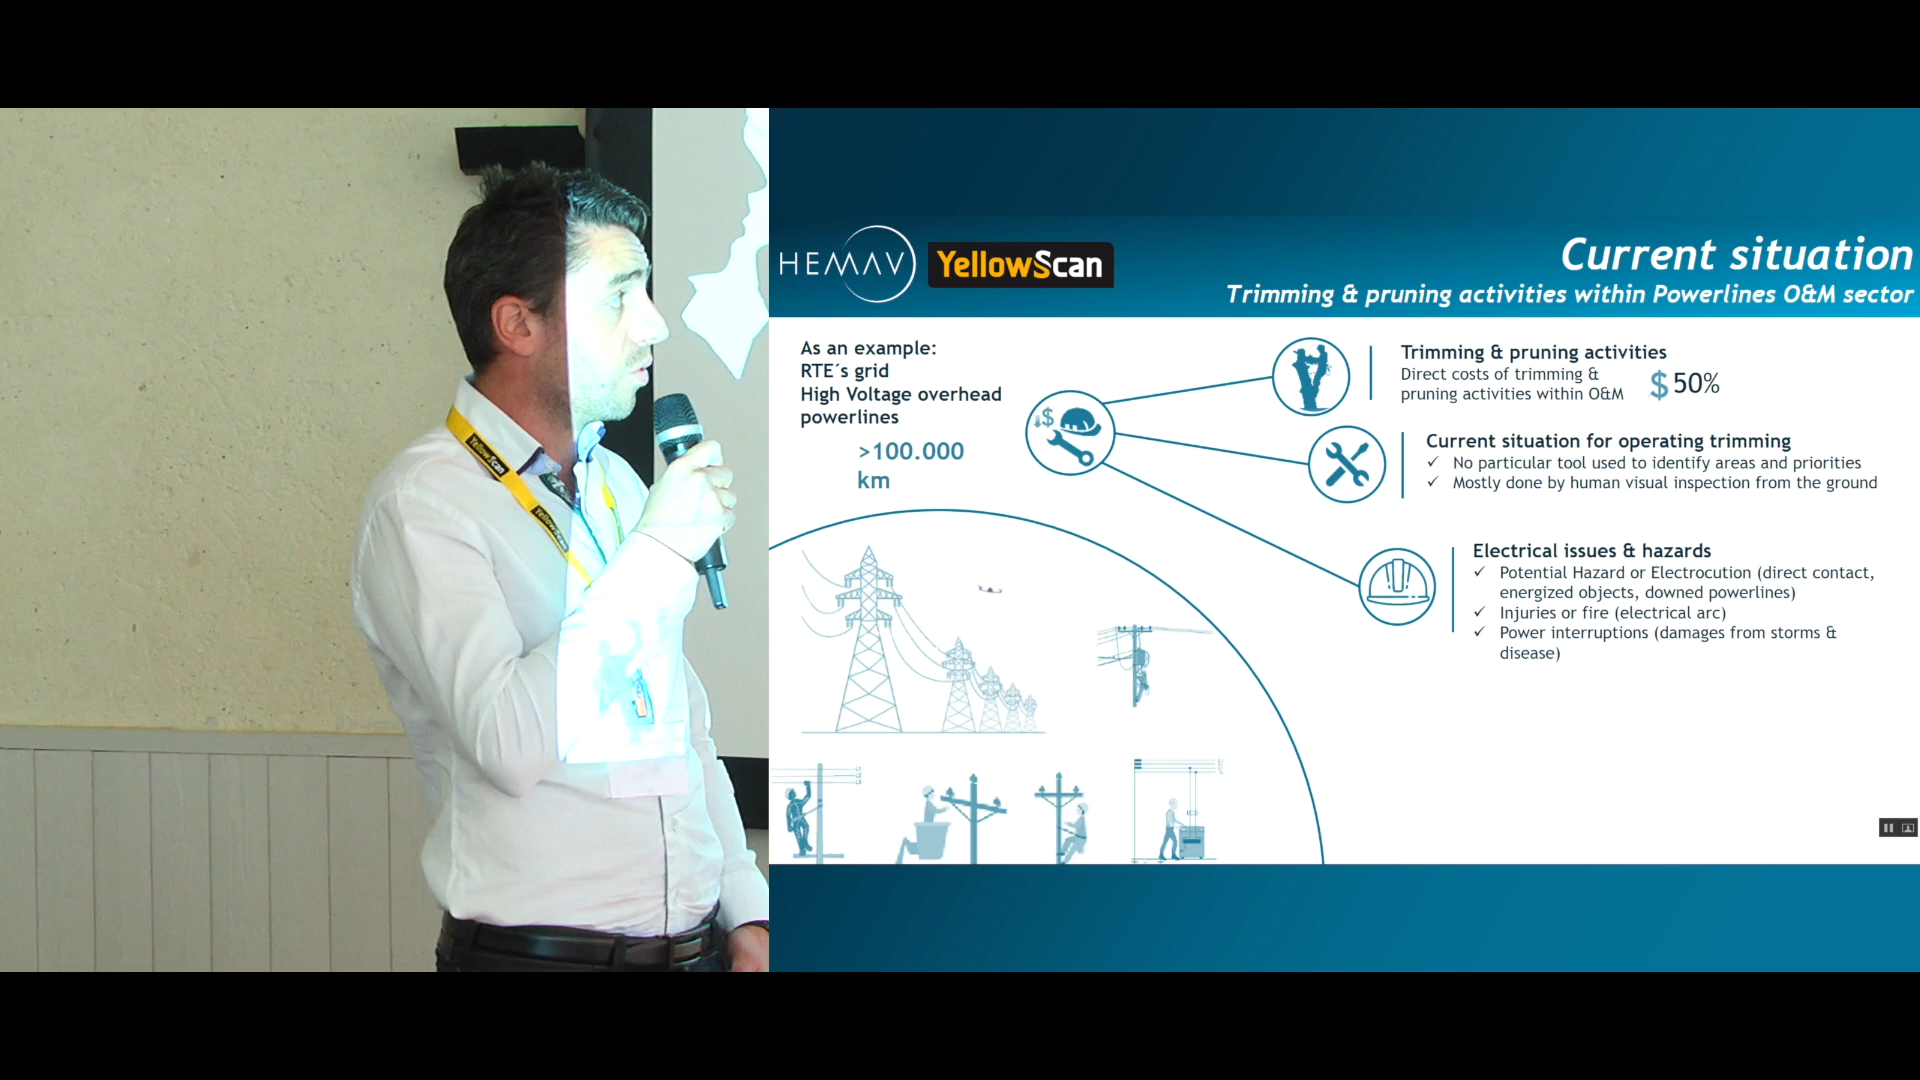 YellowScan
YellowScan
HEMAV
YellowScan
Current situation
Trimming & pruning activities within Powerlines O&M sector
As an example:
RTE´s grid
High Voltage overhead
powerlines
>100.000
km
$
Trimming & pruning activities
Direct costs of trimming &
pruning activities within O&M
$ 50%
Current situation for operating trimming
✓ No particular tool used to identify areas and priorities
✓ Mostly done by human visual inspection from the ground
Electrical issues & hazards
✓ Potential Hazard or Electrocution (direct contact,
energized objects, downed powerlines)
✓ Injuries or fire (electrical arc)
✓ Power interruptions (damages from storms &
disease)